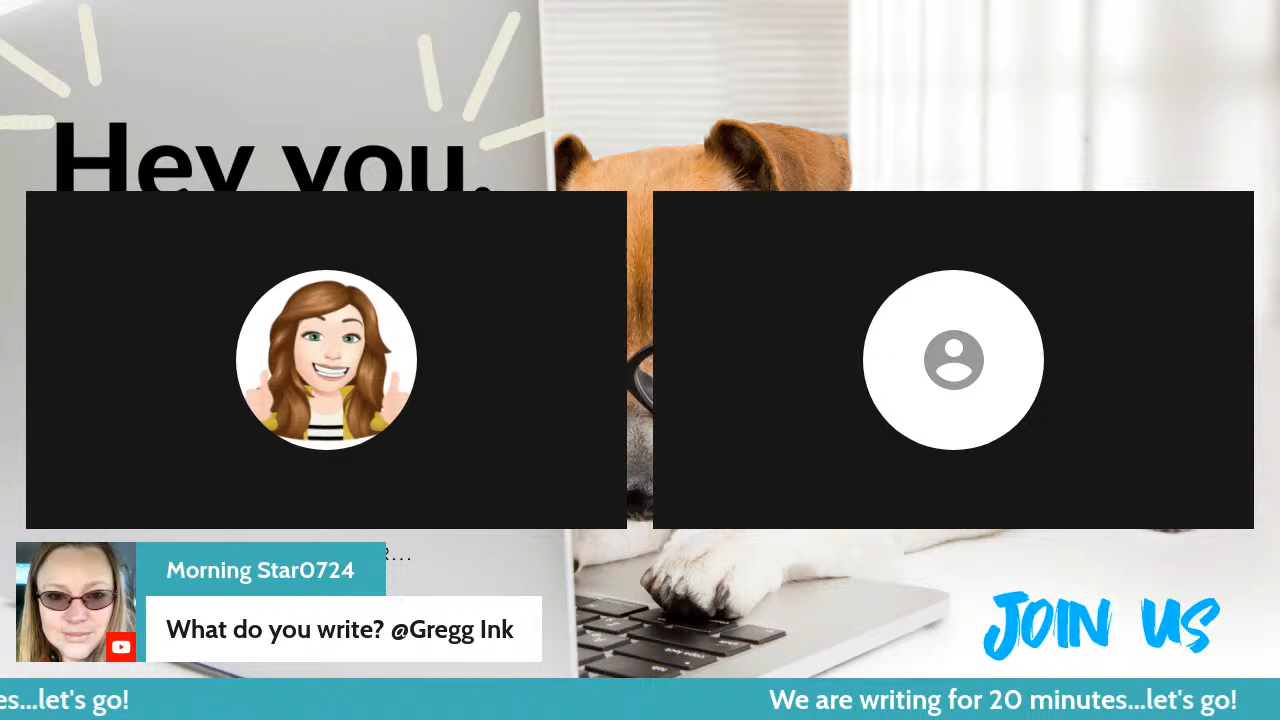 Hey you.
R...
Morning Star0724
What do you write? @Gregg Ink
JOIN US
es...let's go!
We are writing for 20 minutes...let's go!